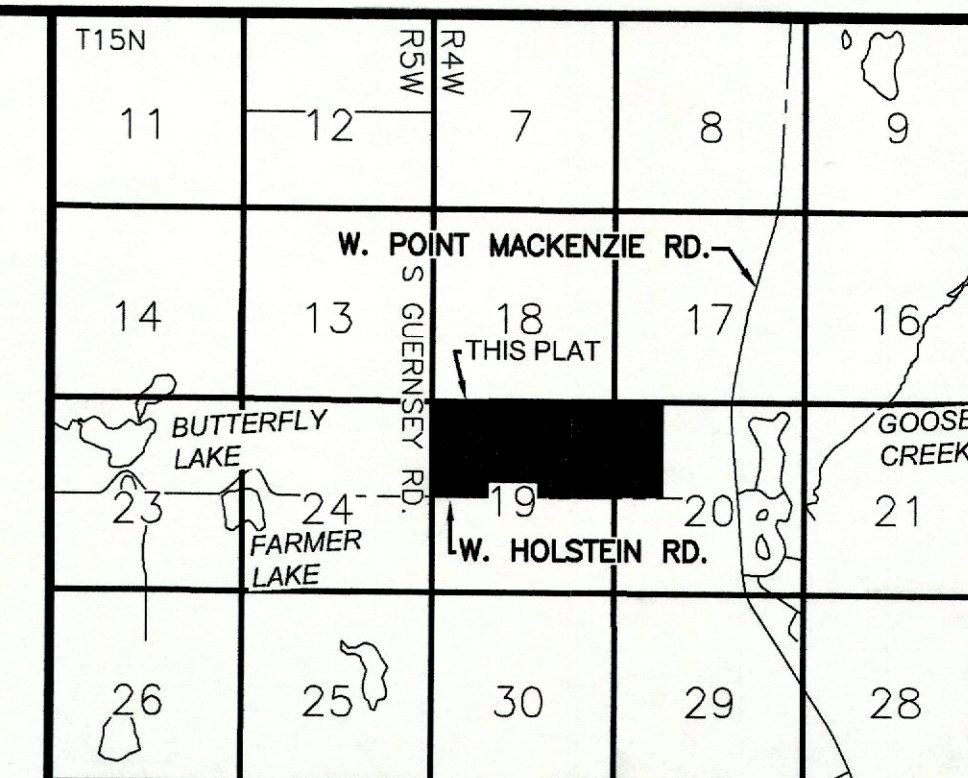 T15N
R5W
R4W
11
12
7
8
9
W. POINT MACKENZIE RD.
S GUERNSEY RD.
14
13
18
17
16
THIS PLAT
BUTTERFLY
LAKE
GOOSE
CREEK
23
24
19
20
21
FARMER
LAKE
W. HOLSTEIN RD.
26
25
30
29
28